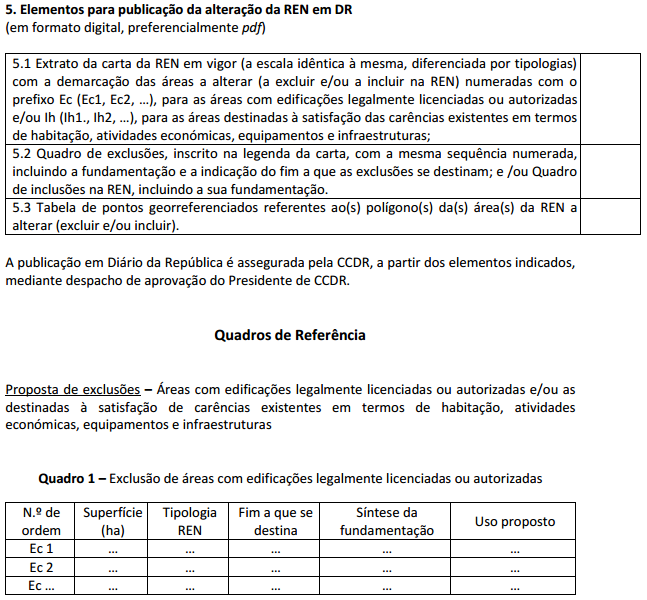 5. Elementos para publicação da alteração da REN em DR
(em formato digital, preferencialmente pdf)
5.1 Extrato da carta da REN em vigor (a escala idêntica à mesma, diferenciada por tipologias)
com a demarcação das áreas a alterar (a excluir e/ou a incluir na REN) numeradas com o
prefixo Ec (Ec1, Ec2, …), para as áreas com edificações legalmente licenciadas ou autorizadas
e/ou Ih (Ih1., Ih2, …), para as áreas destinadas à satisfação das carências existentes em termos
de habitação, atividades económicas, equipamentos e infraestruturas;
5.2 Quadro de exclusões, inscrito na legenda da carta, com a mesma sequência numerada,
incluindo a fundamentação e a indicação do fim a que as exclusões se destinam; e /ou Quadro
de inclusões na REN, incluindo a sua fundamentação.
5.3 Tabela de pontos georreferenciados referentes ao(s) polígono(s) da(s) área(s) da REN a
alterar (excluir e/ou incluir).
A publicação em Diário da República é assegurada pela CCDR, a partir dos elementos indicados,
mediante despacho de aprovação do Presidente de CCDR.
Quadros de Referência
Proposta de exclusões – Áreas com edificações legalmente licenciadas ou autorizadas e/ou as
destinadas à satisfação de carências existentes em termos de habitação, atividades
económicas, equipamentos e infraestruturas
Quadro 1 – Exclusão de áreas com edificações legalmente licenciadas ou autorizadas
N.º de ordem Superfície (ha) Tipologia REN Fim a que se destina Síntese da fundamentação Uso proposto
Ec 1 … … … … …
Ec 2 … … … … …
Ec … … … … … …